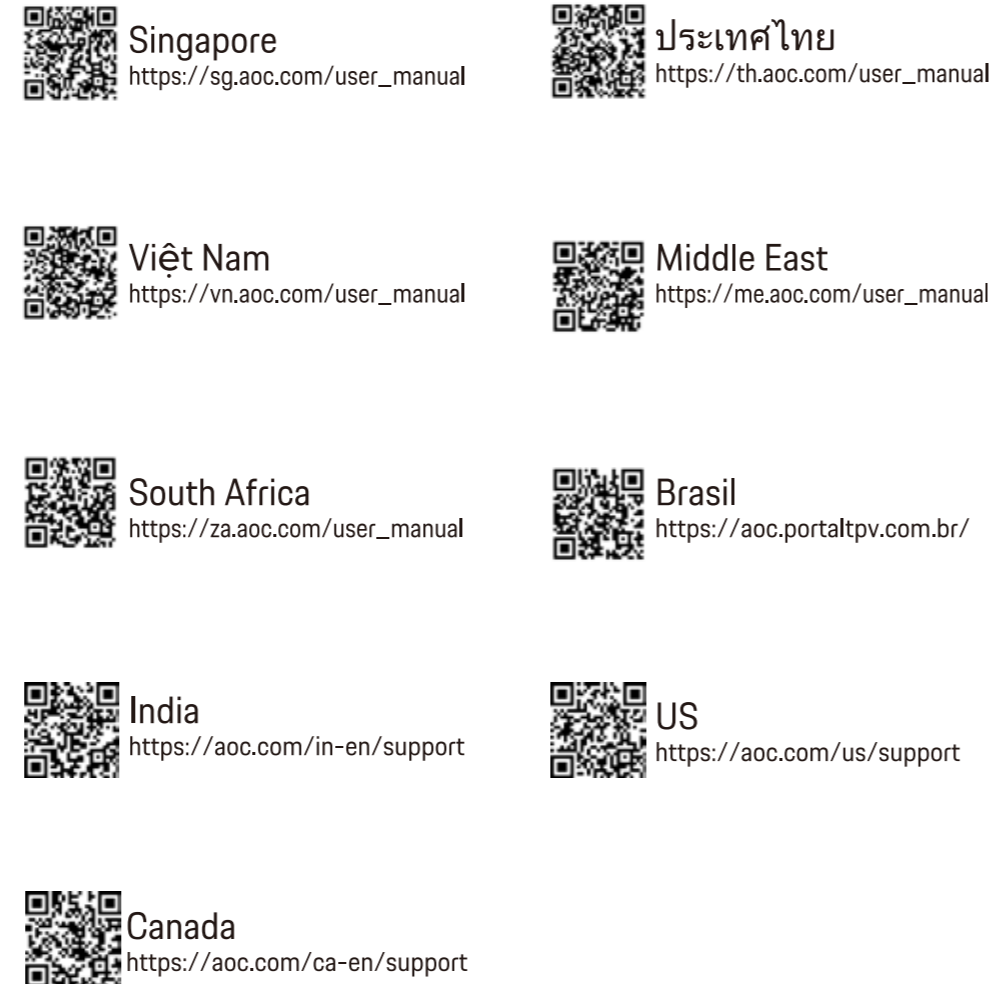 Singapore
https://sg.aoc.com/user_manual
ประเทศไทย
https://th.aoc.com/user_manual
Việt Nam
https://vn.aoc.com/user_manual
Middle East
https://me.aoc.com/user_manual
South Africa
https://za.aoc.com/user_manual
Brasil
https://aoc.portaltpv.com.br/
India
https://aoc.com/in-en/support
US
https://aoc.com/us/support
Canada
https://aoc.com/ca-en/support